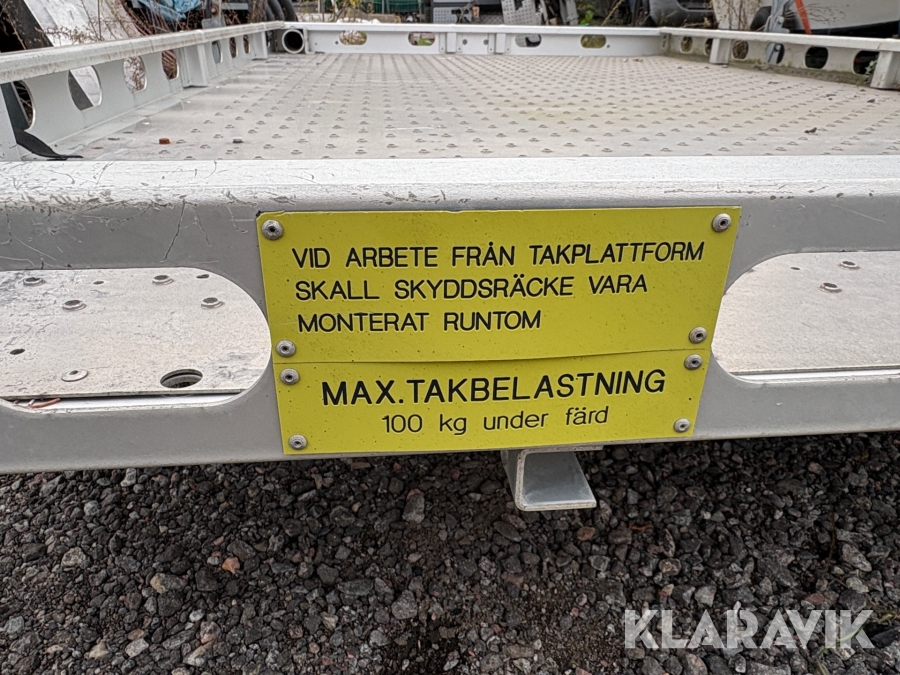 VID ARBETE FRÅN TAKPLATTFORM
SKALL SKYDDSRÄCKE VARA
MONTERAT RUNTOM
MAX.TAKBELASTNING
100 kg under färd
KLARAVIK